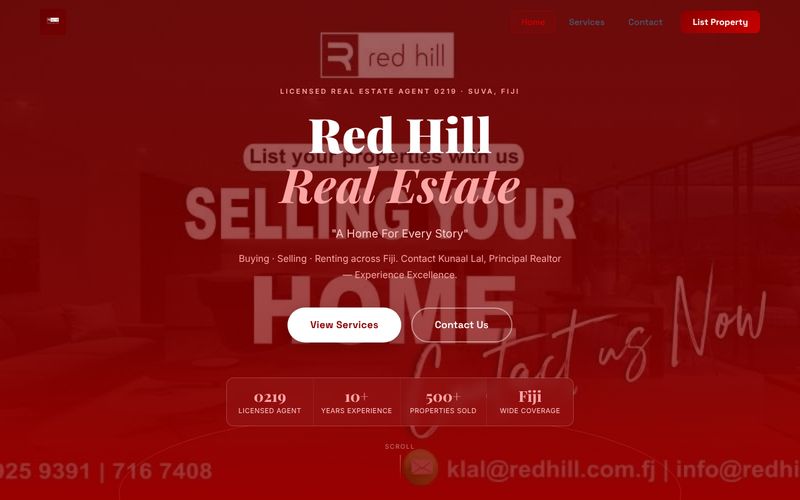 Home
Services
Contact
List Property
red hill
LICENSED REAL ESTATE AGENT 0219 · SUVA, FIJI
Red Hill
List your properties with us
Real Estate
SELLING YOUR
"A Home For Every Story"
Buying · Selling · Renting across Fiji. Contact Kunaal Lal, Principal Realtor
— Experience Excellence.
HOME
View Services
Contact Us
Contact us Now
0219
LICENSED AGENT
10+
YEARS EXPERIENCE
500+
PROPERTIES SOLD
Fiji
WIDE COVERAGE
SCROLL
025 9391 | 716 7408
klal@redhill.com.fj | info@redhi